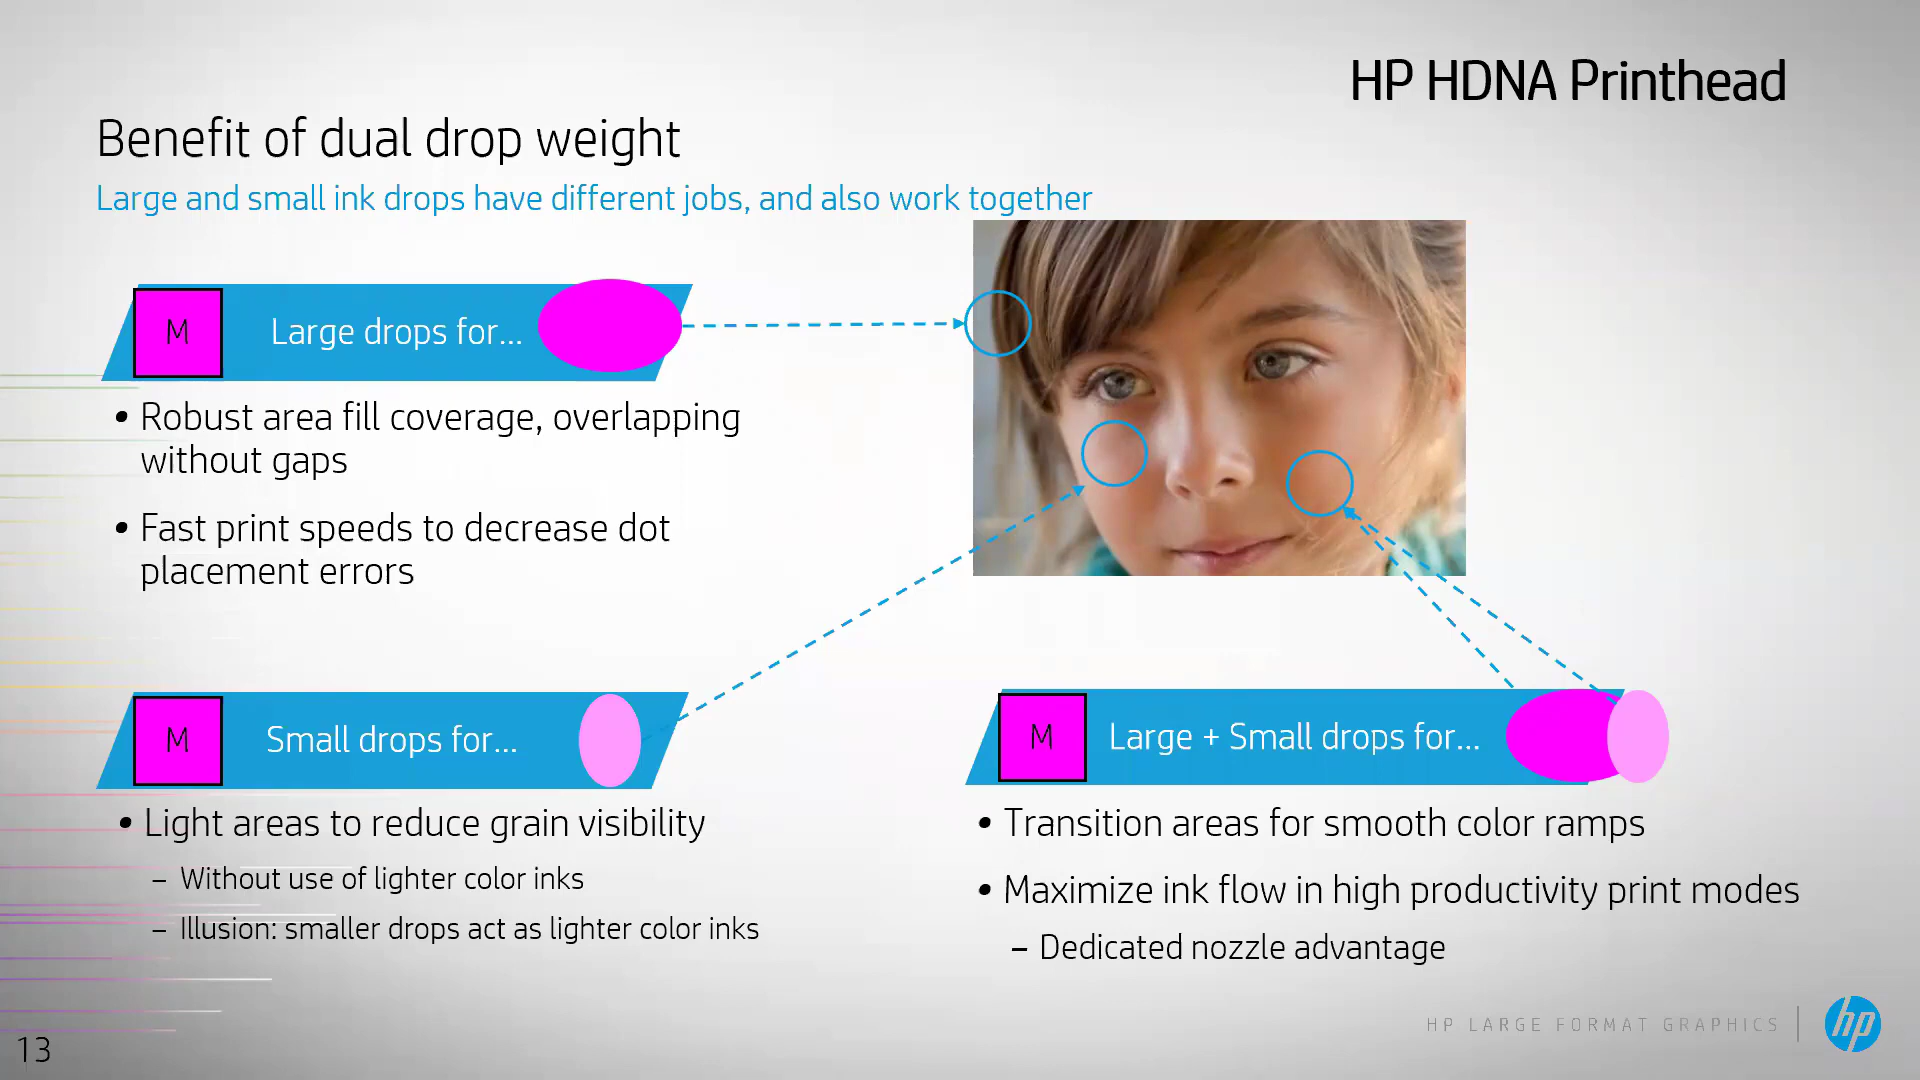 HP HDNA Printhead
Benefit of dual drop weight
Large and small ink drops have different jobs, and also work together
M
Large drops for...
• Robust area fill coverage, overlapping
without gaps
• Fast print speeds to decrease dot
placement errors
M
Small drops for...
• Light areas to reduce grain visibility
– Without use of lighter color inks
– Illusion: smaller drops act as lighter color inks
M
Large + Small drops for...
• Transition areas for smooth color ramps
• Maximize ink flow in high productivity print modes
– Dedicated nozzle advantage
HP LARGE FORMAT GRAPHICS
hp
13